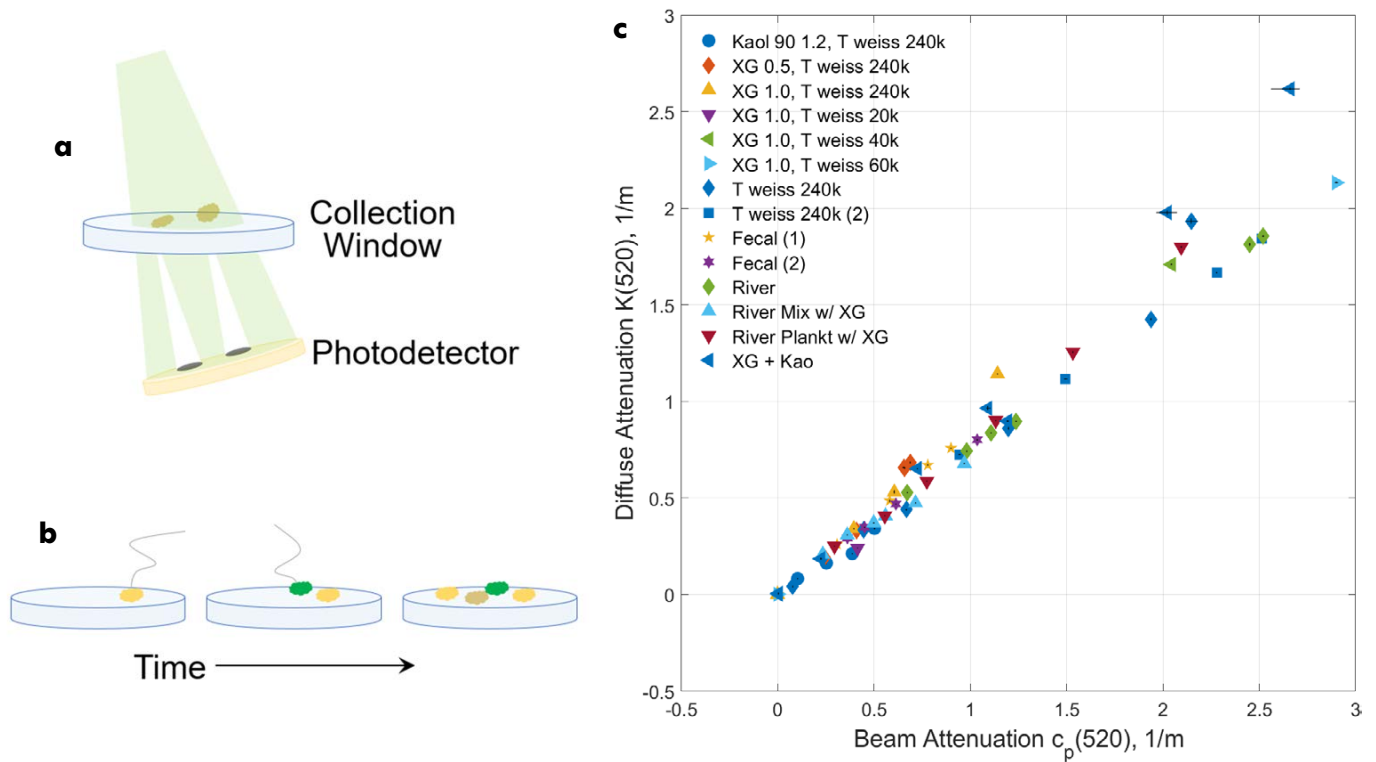 a
Collection
Window
Photodetector
b
Time
c
Diffuse Attenuation K(520), 1/m
3
2.5
2
1.5
1
0.5
0
-0.5
Kaol 90 1.2, T weiss 240k
XG 0.5, T weiss 240k
XG 1.0, T weiss 240k
XG 1.0, T weiss 20k
XG 1.0, T weiss 40k
XG 1.0, T weiss 60k
T weiss 240k
T weiss 240k (2)
Fecal (1)
Fecal (2)
River
River Mix w/ XG
River Plankt w/ XG
XG + Kao
-0.5 0 0.5 1 1.5 2 2.5 3
Beam Attenuation cp(520), 1/m